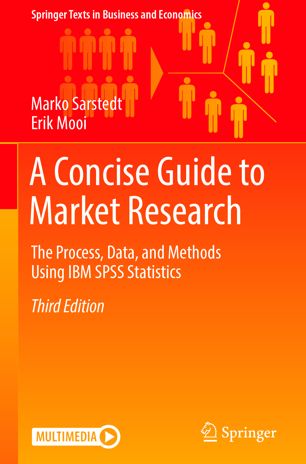 Springer Texts in Business and Economics
Marko Sarstedt
Erik Mooi
A Concise Guide to
Market Research
The Process, Data, and Methods
Using IBM SPSS Statistics
Third Edition
MULTIMEDIA
Springer